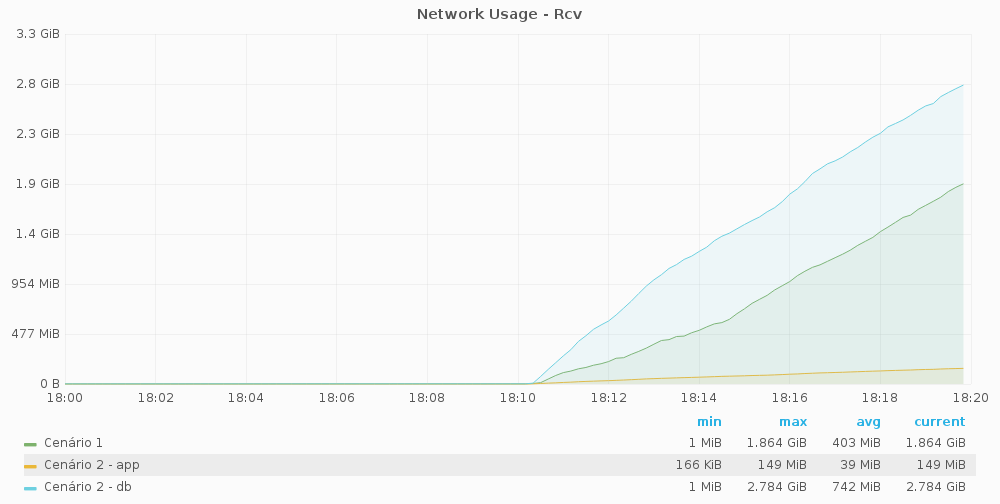 Network Usage - Rcv
3.3 GiB
2.8 GiB
2.3 GiB
1.9 GiB
1.4 GiB
954 MiB
477 MiB
0 B
18:00 18:02 18:04 18:06 18:08 18:10 18:12 18:14 18:16 18:18 18:20
min max avg current
Cenário 1 1 MiB 1.864 GiB 403 MiB 1.864 GiB
Cenário 2 - app 166 KiB 149 MiB 39 MiB 149 MiB
Cenário 2 - db 1 MiB 2.784 GiB 742 MiB 2.784 GiB